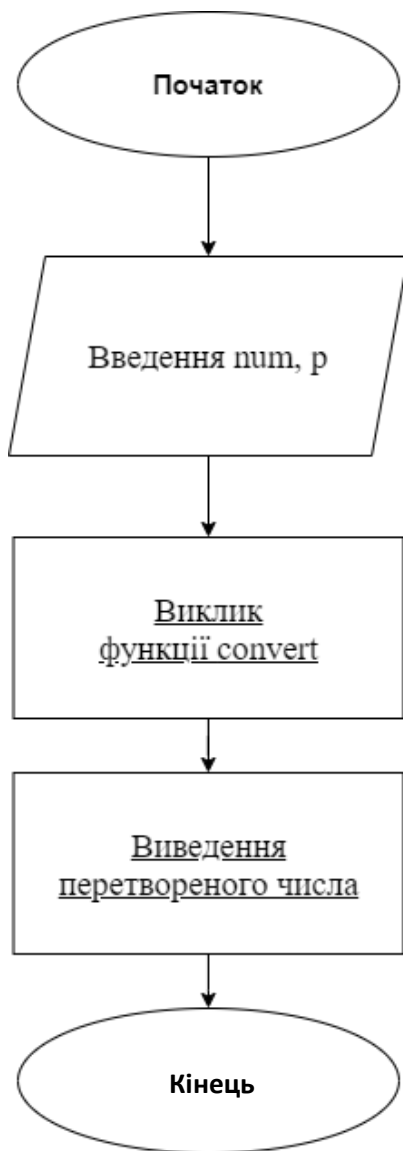 Початок
Введення num, p
Виклик
функції convert
Виведення
перетвореного числа
Кінець